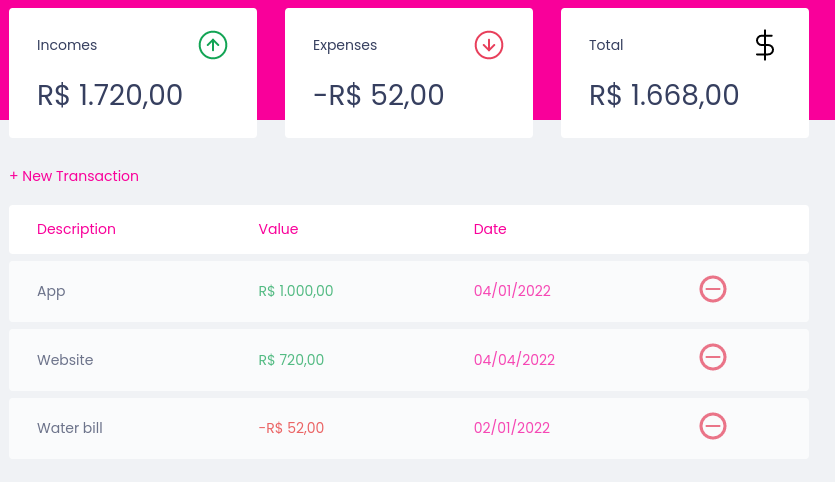 Incomes
Expenses
Total
$
R$ 1.720,00
-R$ 52,00
R$ 1.668,00
+ New Transaction
Description Value Date
App R$ 1.000,00 04/01/2022
Website R$ 720,00 04/04/2022
Water bill -R$ 52,00 02/01/2022